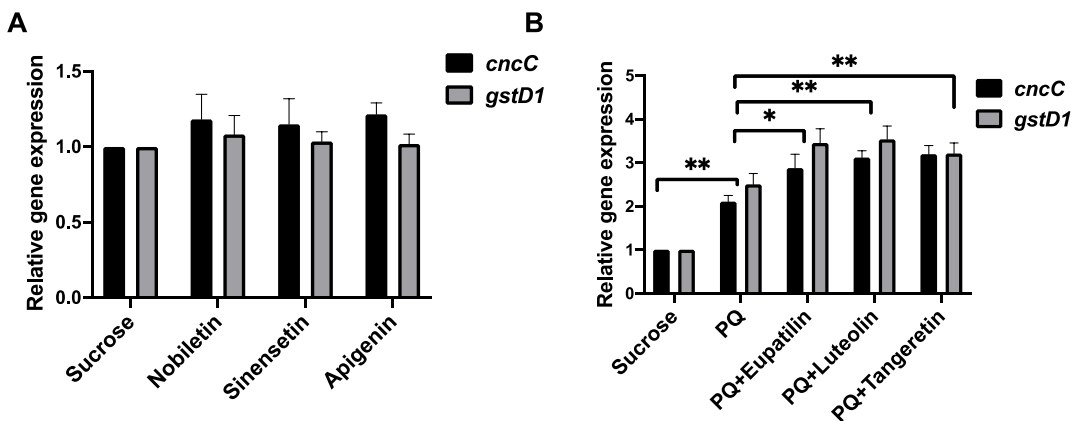 A
Relative gene expression
1.5
1.0
0.5
0.0
Sucrose
Nobiletin
Sinensetin
Apigenin
cncC
gstD1
B
Relative gene expression
5
4
3
2
1
0
**
*
**
**
Sucrose
PQ
PQ+Eupatilin
PQ+Luteolin
PQ+Tangeretin
cncC
gstD1